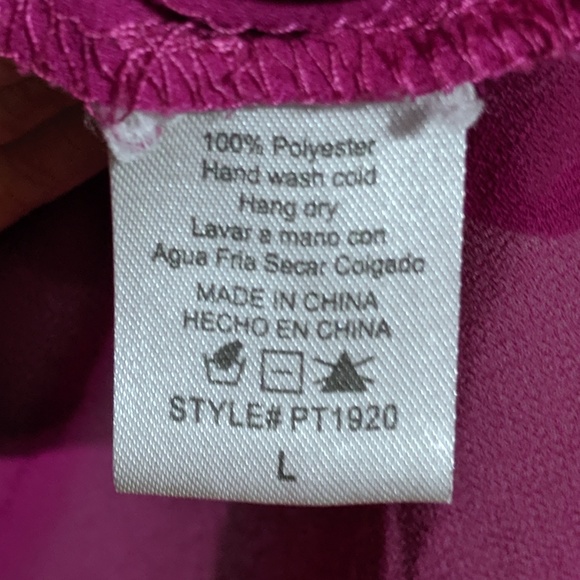 100% Polyester
Hand wash cold
Hang dry
Lavar a mano con
Agua Fria Secar Colgado
MADE IN CHINA
HECHO EN CHINA
STYLE# PT1920
L